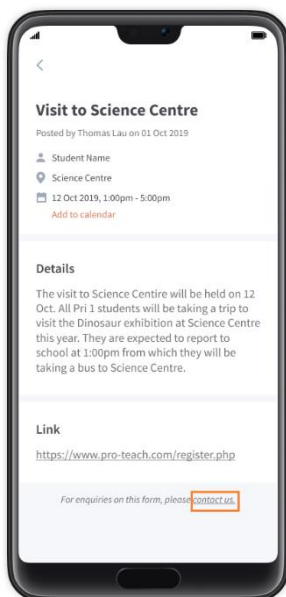 Visit to Science Centre
Posted by Thomas Lau on 01 Oct 2019
Student Name
Science Centre
12 Oct 2019, 1:00pm - 5:00pm
Add to calendar
Details
The visit to Science Centire will be held on 12
Oct. All Pri 1 students will be taking a trip to
visit the Dinosaur exhibition at Science Centre
this year. They are expected to report to
school at 1:00pm from which they will be
taking a bus to Science Centre.
Link
https://www.pro-teach.com/register.php
For enquiries on this form, please contact us.